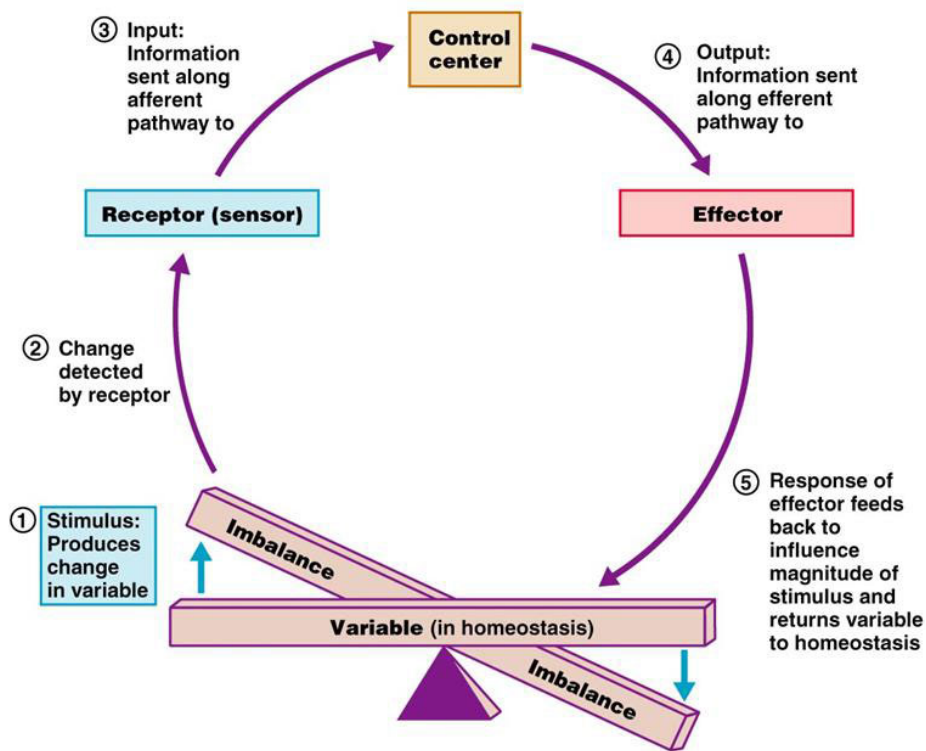 ③ Input:
Information
sent along
afferent
pathway to
Control
center
④ Output:
Information sent
along efferent
pathway to
Receptor (sensor)
Effector
② Change
detected
by receptor
① Stimulus:
Produces
change
in variable
Imbalance
Variable (in homeostasis)
Imbalance
⑤ Response of
effector feeds
back to
influence
magnitude of
stimulus and
returns variable
to homeostasis